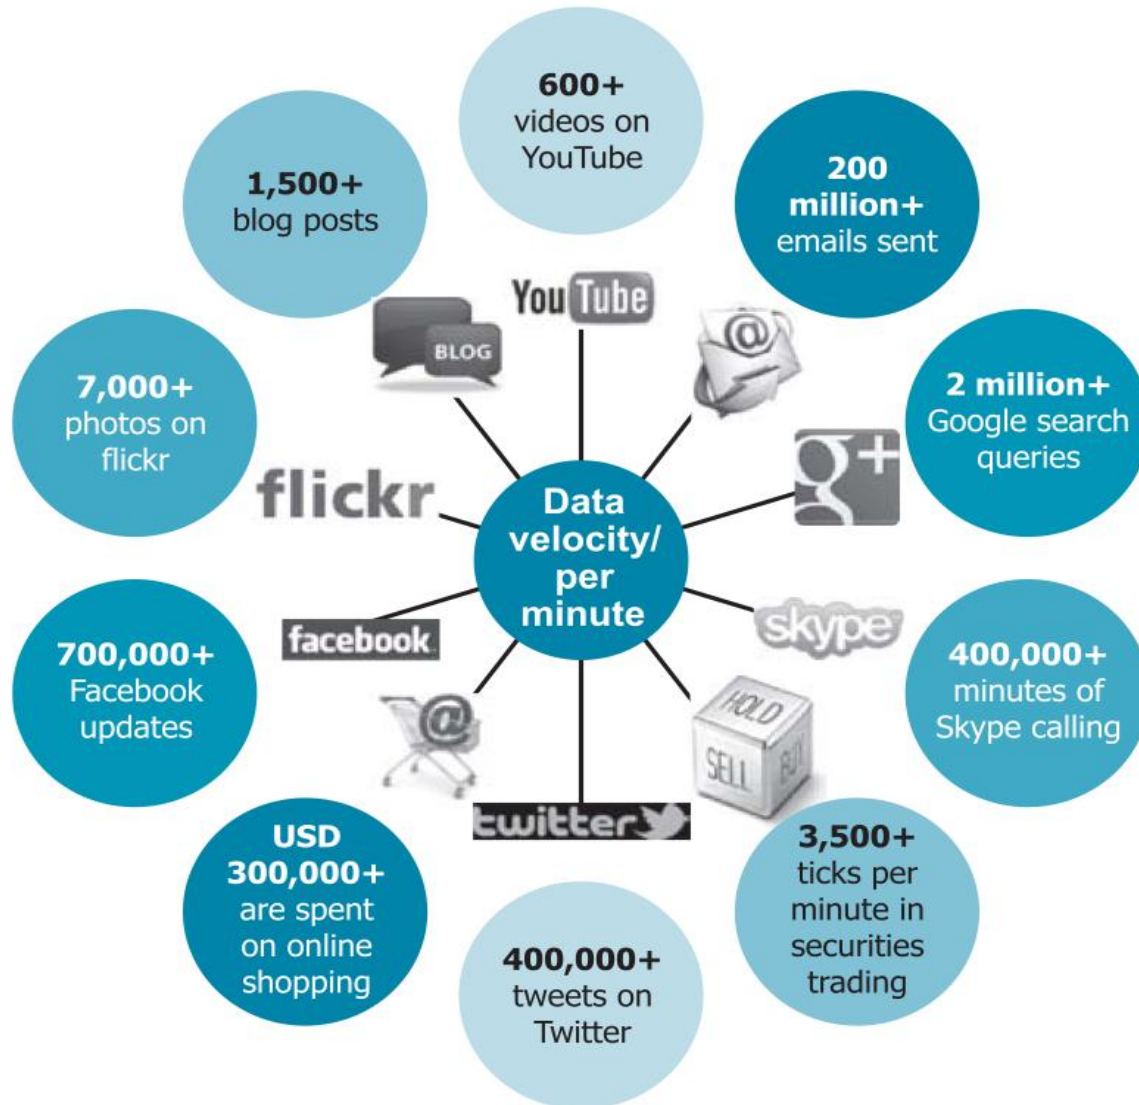 600+
videos on
YouTube
200
million+
emails sent
2 million+
Google search
queries
400,000+
minutes of
Skype calling
3,500+
ticks per
minute in
securities
trading
400,000+
tweets on
Twitter
USD
300,000+
are spent
on online
shopping
700,000+
Facebook
updates
7,000+
photos on
flickr
1,500+
blog posts
YouTube
@
g+
skype
HOLD
SELL
BUY
twitter
@
facebook
flickr
BLOG
Data
velocity/
per
minute